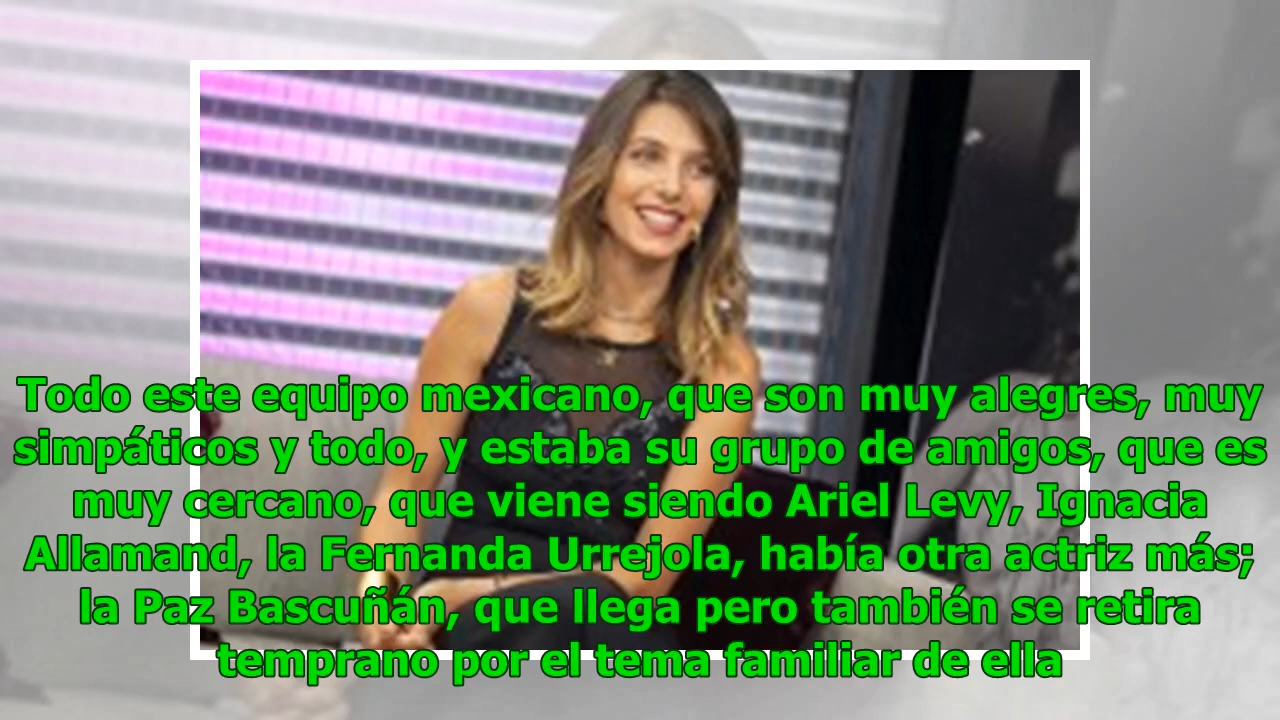 Todo este equipo mexicano, que son muy alegres, muy
simpáticos y todo, y estaba su grupo de amigos, que es
muy cercano, que viene siendo Ariel Levy, Ignacia
Allamand, la Fernanda Urrejola, había otra actriz más;
la Paz Bascuñán, que llega pero también se retira
temprano por el tema familiar de ella